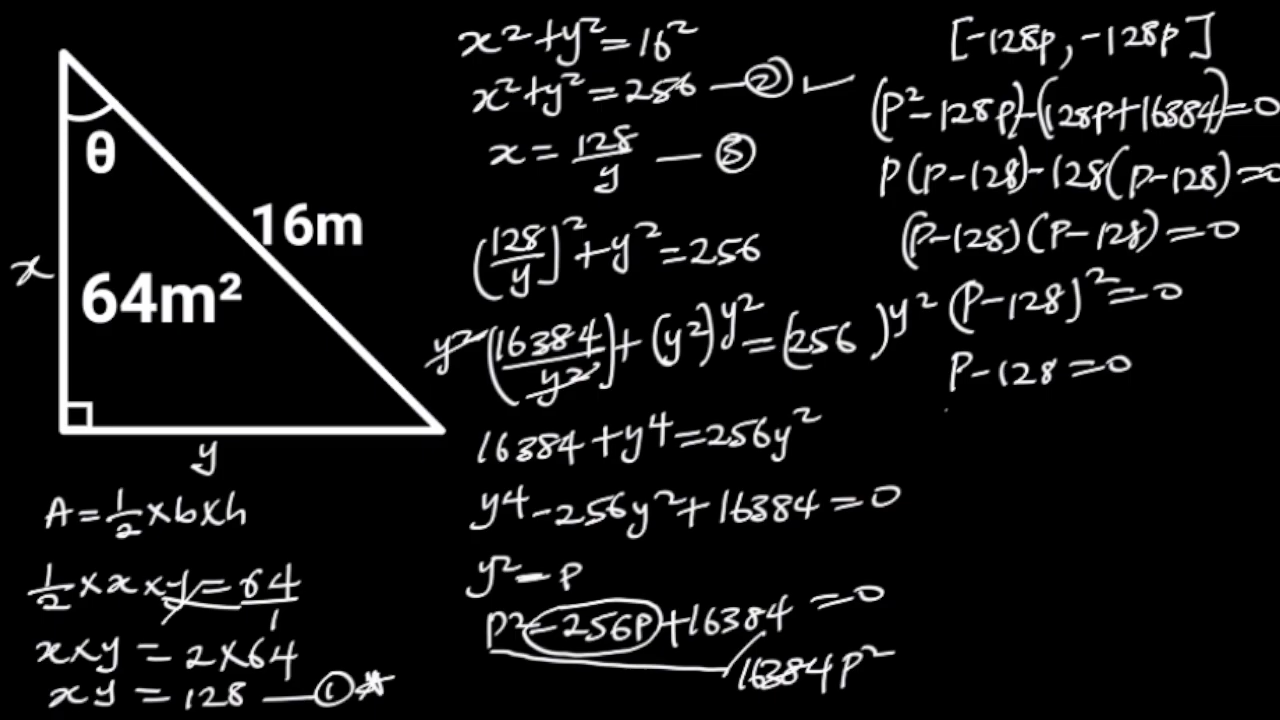 θ
16m
x
64m²
y
A = 1/2 × b × h
1/2 × x × y = 64/1
x × y = 2 × 64
xy = 128 — ①*
x² + y² = 16²
x² + y² = 256 — ② ✓
x = 128/y — ③
(128/y)² + y² = 256
y²(16384/y²) + (y²)y² = (256)y²
16384 + y4 = 256y²
y4 - 256y² + 16384 = 0
y² = p
p² - 256p + 16384 = 0
16384p²
[-128p, -128p]
(p² - 128p) - (128p + 16384) = 0
p(p - 128) - 128(p - 128) = 0
(p - 128)(p - 128) = 0
(p - 128)² = 0
p - 128 = 0